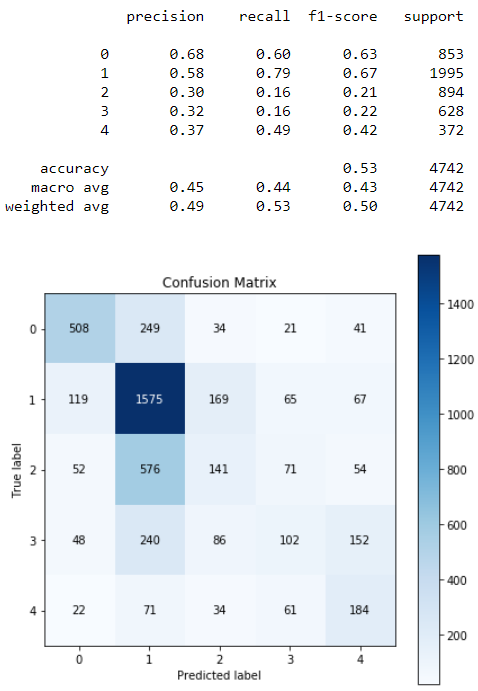 precision recall f1-score support
0 0.68 0.60 0.63 853
1 0.58 0.79 0.67 1995
2 0.30 0.16 0.21 894
3 0.32 0.16 0.22 628
4 0.37 0.49 0.42 372
accuracy 0.53 4742
macro avg 0.45 0.44 0.43 4742
weighted avg 0.49 0.53 0.50 4742
Confusion Matrix
0 508 249 34 21 41
1 119 1575 169 65 67
2 52 576 141 71 54
3 48 240 86 102 152
4 22 71 34 61 184
0 1 2 3 4
True label
Predicted label
1400
1200
1000
800
600
400
200